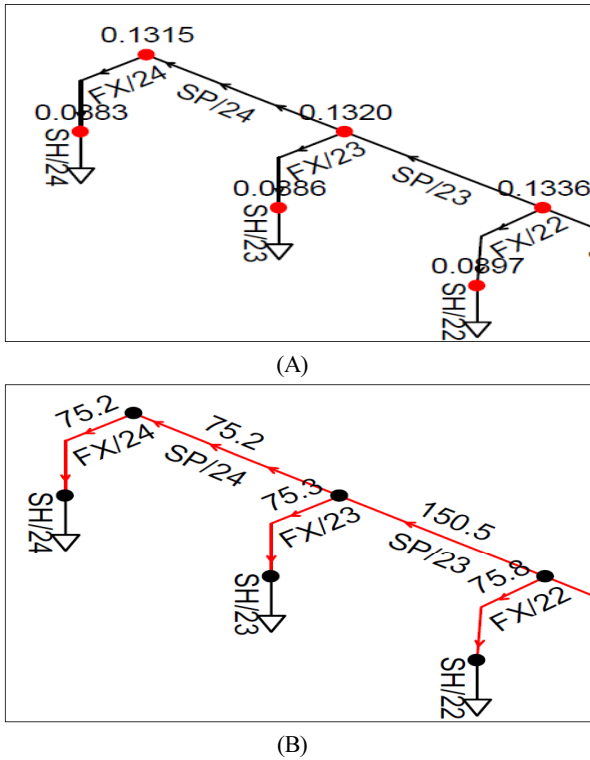 0.1315
FX/24
SP/24
0.0883
SH/24
0.1320
FX/23
SP/23
0.0886
SH/23
0.1336
FX/22
0.0897
SH/22
(A)
75.2
FX/24
75.2
SP/24
SH/24
75.3
FX/23
150.5
SP/23
SH/23
75.8
FX/22
SH/22
(B)